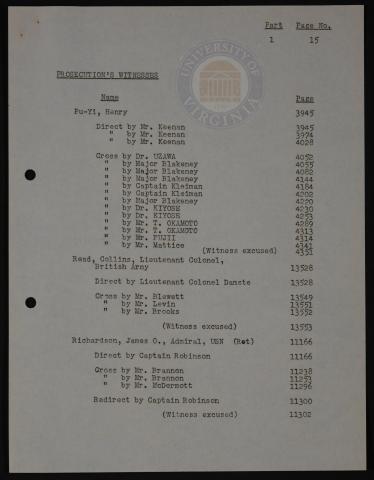 Part Page No.
1 15
UNIVERSITY OF VIRGINIA
PROSECUTION'S WITNESSES
Name Page
Pu-Yi, Henry 3945
Direct by Mr. Keenan 3945
" by Mr. Keenan 3974
" by Mr. Keenan 4028
Cross by Dr. UZAWA 4052
" by Major Blakeney 4055
" by Major Blakeney 4082
" by Major Blakeney 4144
" by Captain Kleiman 4184
" by Captain Kleiman 4202
" by Major Blakeney 4220
" by Dr. KIYOSE 4230
" by Dr. KIYOSE 4253
" by Mr. T. OKAMOTO 4289
" by Mr. T. OKAMOTO 4313
" by Mr. FUJII 4314
" by Mr. Mattice 4341
(Witness excused) 4351
Read, Collins, Lieutenant Colonel,
British Army 13528
Direct by Lieutenant Colonel Damste 13528
Cross by Mr. Blewett 13549
" by Mr. Levin 13551
" by Mr. Brooks 13552
(Witness excused) 13553
Richardson, James O., Admiral, USN (Ret) 11166
Direct by Captain Robinson 11166
Cross by Mr. Brannon 11238
" by Mr. Brannon 11253
" by Mr. McDermott 11296
Redirect by Captain Robinson 11300
(Witness excused) 11302